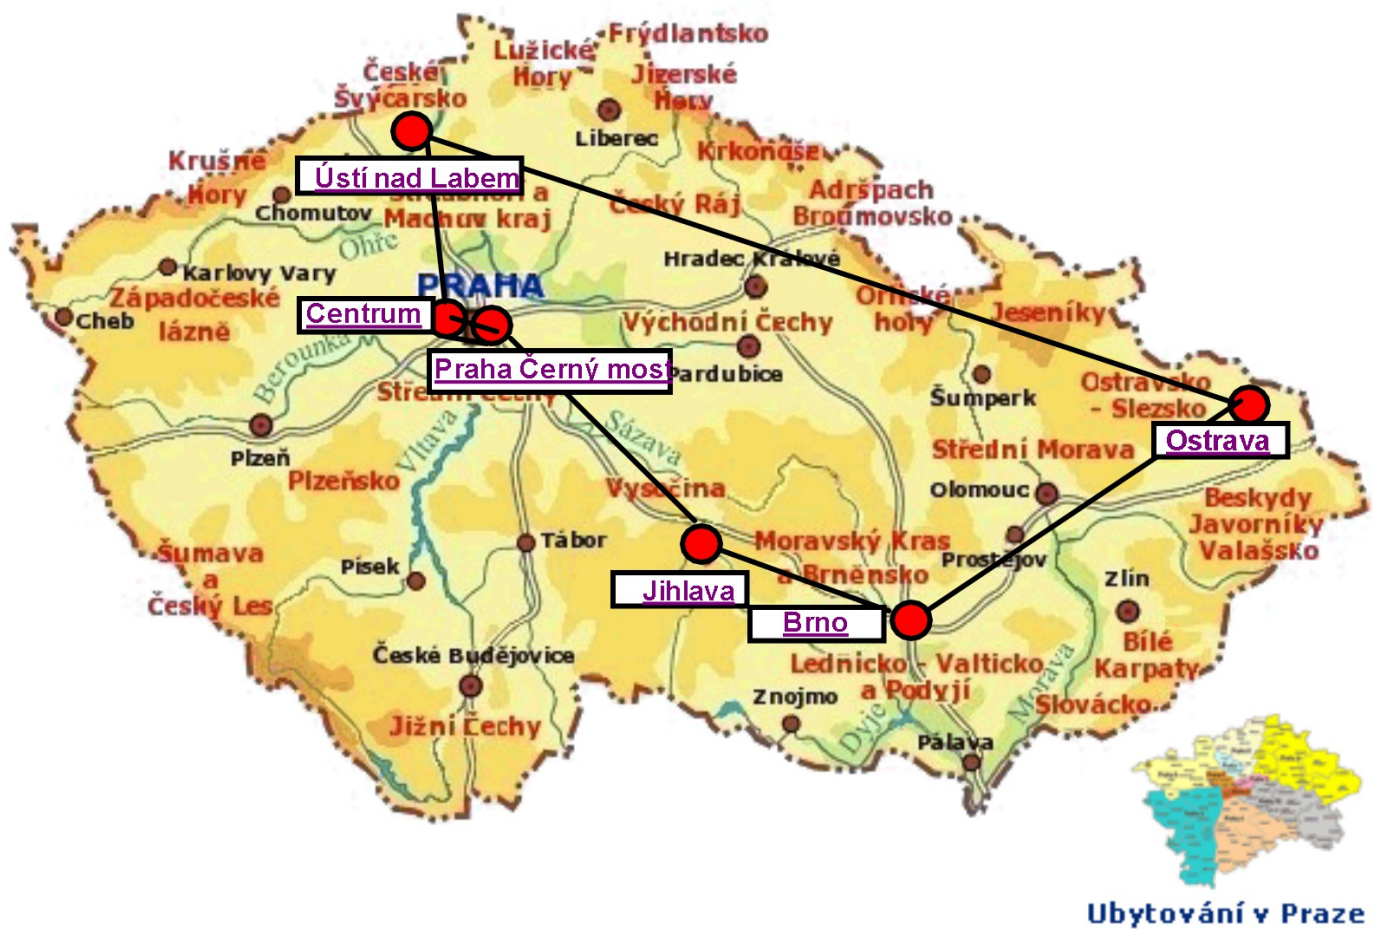 Frýdlantsko
Lužické
Hory
České
Švýcarsko
Jizerské
Hory
Liberec
Krušné
Hory
Krkonoše
Ústí nad Labem
Chomutov
Machův kraj
Český Ráj
Adršpach
Broumovsko
Ohře
Karlovy Vary
PRAHA
Hradec Králové
Západočeské
lázně
Cheb
Centrum
Orlické
hory
Jeseníky
Východní Čechy
Berounka
Praha Černý most
Pardubice
Střední Čechy
Šumperk
Ostravsko
- Slezsko
Ostrava
Plzeň
Vltava
Sázava
Střední Morava
Plzeňsko
Vysočina
Olomouc
Beskydy
Javorníky
Valašsko
Šumava
a
Český Les
Písek
Tábor
Moravský Kras
a Brněnsko
Prostějov
Zlín
Jihlava
Brno
České Budějovice
Lednicko - Valticko
a Podyjí
Bílé
Karpaty
Slovácko
Morava
Znojmo
Dyje
Jižní Čechy
Pálava
Ubytování v Praze